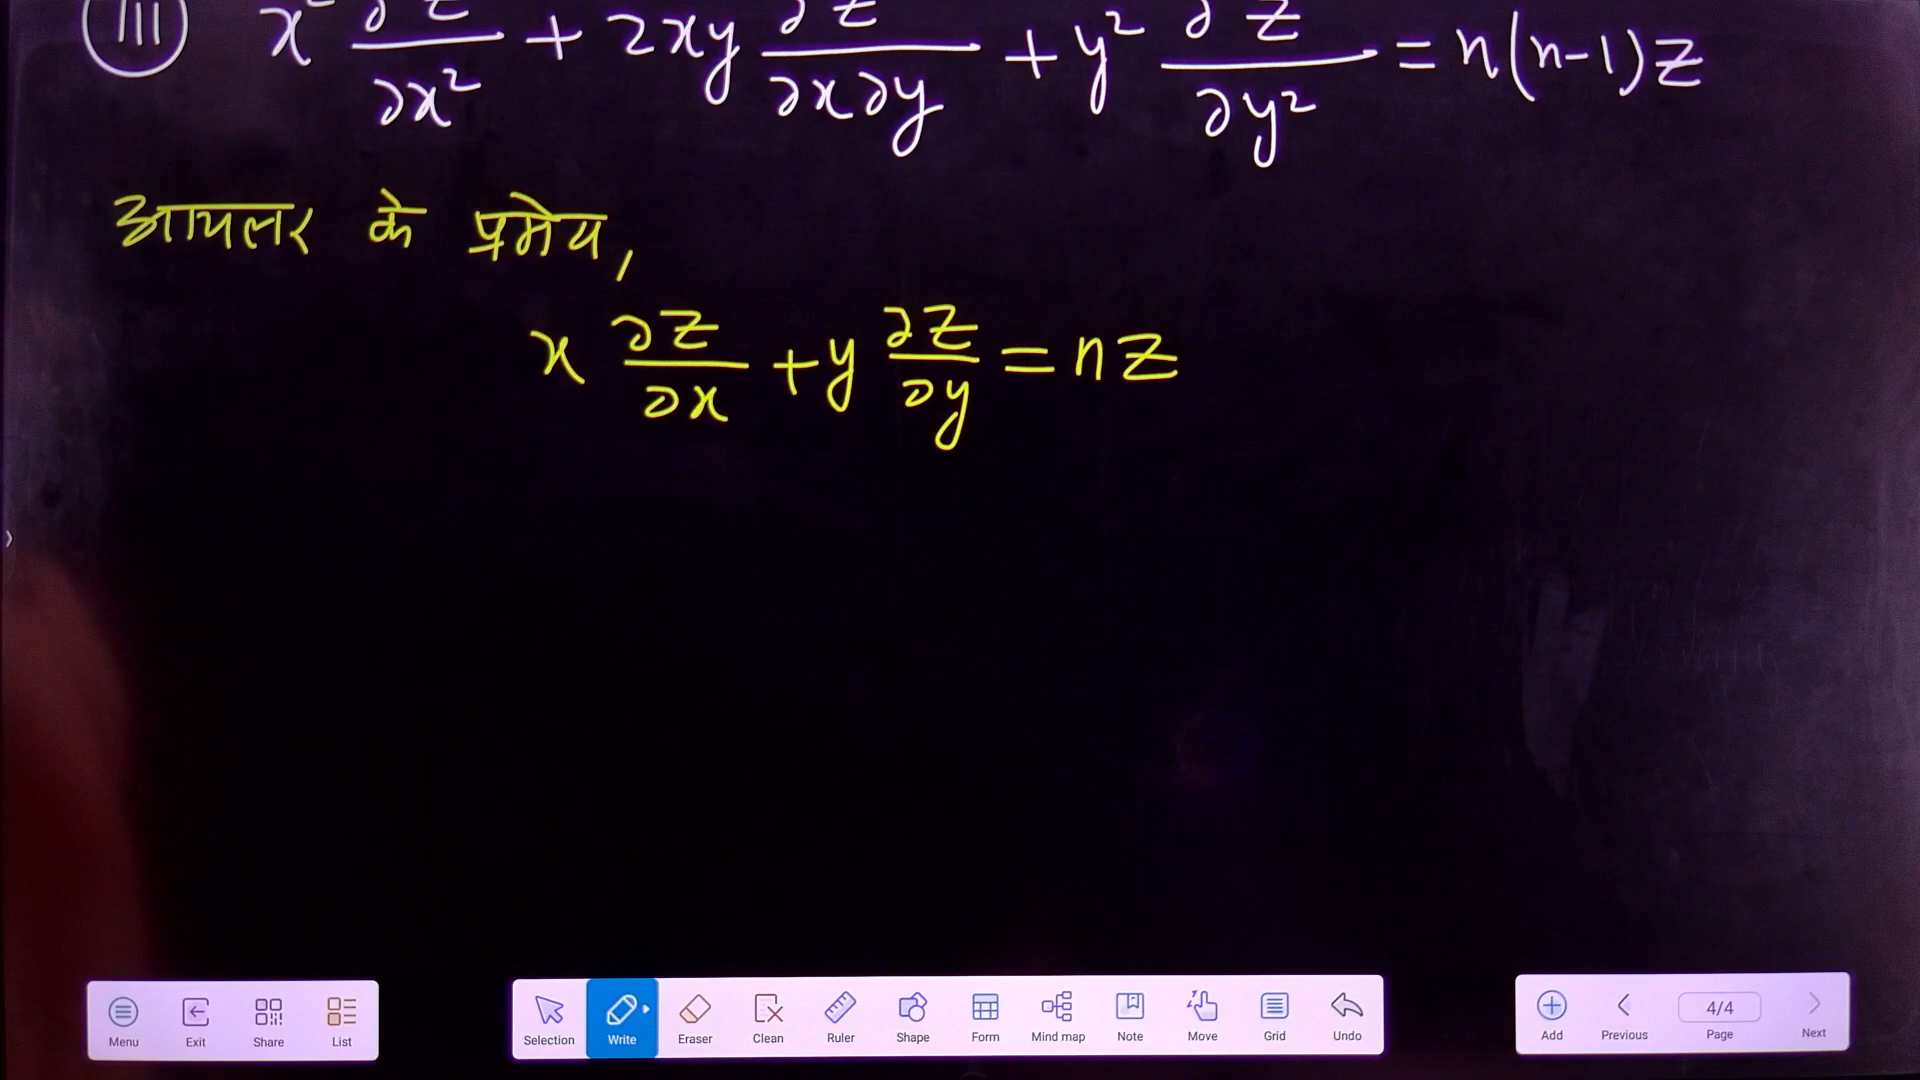 III x² ∂²z/∂x² + 2xy ∂²z/∂x∂y + y² ∂²z/∂y² = n(n-1)z
आयलर के प्रमेय,
x ∂z/∂x + y ∂z/∂y = nz
Menu Exit Share List Selection Write Eraser Clean Ruler Shape Form Mind map Note Move Grid Undo Add Previous 4/4 Page Next